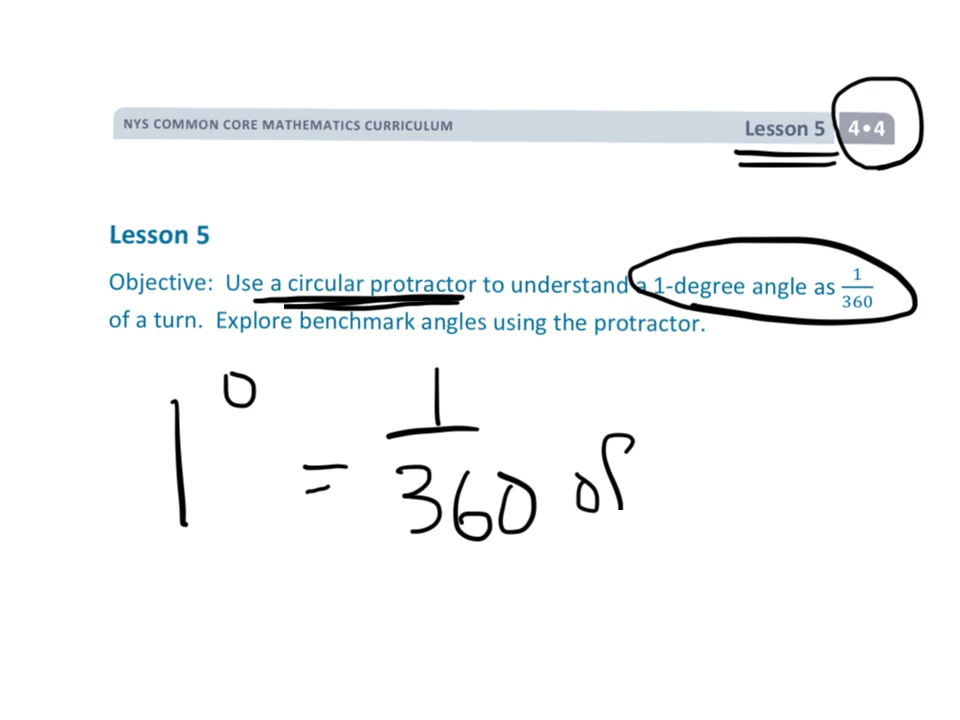 NYS COMMON CORE MATHEMATICS CURRICULUM Lesson 5 4•4
Lesson 5
Objective: Use a circular protractor to understand a 1-degree angle as 1/360
of a turn. Explore benchmark angles using the protractor.
1° = 1/360 of